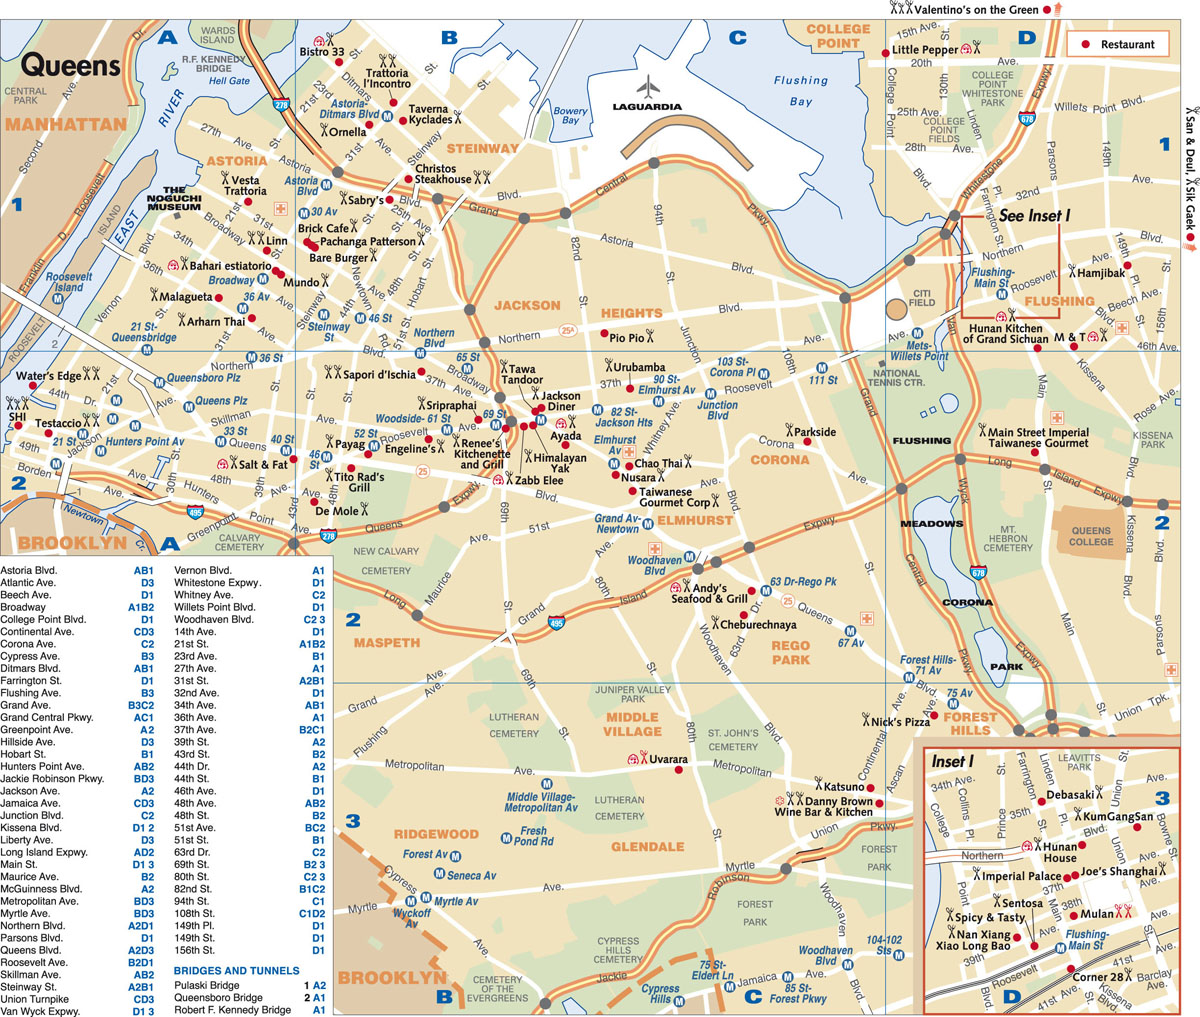 Valentino's on the Green
A
B
C
D
Restaurant
Queens
WARDS
ISLAND
R.F. KENNEDY
BRIDGE
Hell Gate
CENTRAL
PARK
MANHATTAN
RIVER
EAST
Second
Ave.
Dr.
Roosevelt
Franklin
D
ISLAND
ROOSEVELT
278
Bistro 33
Trattoria
l'Incontro
Ditmars
23rd
21st
St.
Astoria-
Ditmars Blvd
Taverna
Kyclades
Ornella
31st
Steinway
STEINWAY
27th
Ave.
ASTORIA
Astoria
Astoria
Blvd
Christos
Steakhouse
Vesta
Trattoria
THE
NOGUCHI
MUSEUM
Sabry's
Blvd.
25th
Ave.
Grand
Blvd.
Central
Pkwy.
30 Av
Brick Cafe
Pachanga Patterson
Bare Burger
Linn
Bahari estiatorio
Broadway
Mundo
Malagueta
36 Av
Arharn Thai
34th
36th
Vernon
Blvd.
21st
31st
Broadway
Steinway
St
46 St
Newtown
Rd.
44th
48th
Hobart St.
51st St.
Roosevelt
Island
21 St-
Queensbridge
36 St
Northern
Blvd
Northern
Blvd.
Bowery
Bay
LAGUARDIA
Flushing
Bay
COLLEGE
POINT
Little Pepper
15th Ave.
20th
Ave.
130th
COLLEGE
POINT
WHITESTONE
PARK
25th Ave.
COLLEGE
POINT
FIELDS
28th
Ave.
College
Point
Blvd.
Linden
Expwy.
Willets Point Blvd.
678
Parsons
149th
1
Whitestone
32nd
Ave.
Farrington St.
San & Deul,
Sik Gaek
See Inset I
Northern
Blvd.
Roosevelt
Flushing-
Main St
Hamjibak
149th
Pl.
FLUSHING
Beech Ave.
156th
46th Ave.
Hunan Kitchen
of Grand Sichuan
M & T
Kissena
CITI
FIELD
Mets-
Willets Point
NATIONAL
TENNIS CTR.
Van
Wyck
Expwy.
Main
St.
Rose Ave.
KISSENA
PARK
Main Street Imperial
Taiwanese Gourmet
FLUSHING
MEADOWS
CORONA
PARK
Long
Island
Expwy.
QUEENS
COLLEGE
MT.
HEBRON
CEMETERY
Kissena
Blvd.
Parsons
Blvd.
678
2
Union Tpk.
JACKSON
HEIGHTS
25A
Pio Pio
82nd
St.
94th
St.
Astoria
Blvd.
Northern
Junction
Blvd.
108th
103 St-
Corona Pl
111 St
Roosevelt
Urubamba
37th
90 St-
Elmhurst Av
Junction
Blvd
82 St-
Jackson Hts
Whitney Ave.
Parkside
Corona
Ave.
CORONA
Grand
Central
Pkwy.
Queensboro Plz
Queens Plz
Water's Edge
SHI
Testaccio
21 St
Hunters Point Av
Jackson
44th
Dr.
49th
Ave.
Borden
Skillman
Ave.
33 St
Queens
Blvd.
40 St
Salt & Fat
48th
Hunters
Point
Ave.
30th
39th
43rd
Greenpoint
Newtown
BROOKLYN
495
278
CALVARY
CEMETERY
65 St
Sapori d'Ischia
37th
Ave.
Broadway
Tawa
Tandoor
Jackson
Diner
Sripraphai
Woodside- 61 St
69 St
52 St
Roosevelt
Ave.
Payag
Engeline's
46
St
Tito Rad's
Grill
De Mole
Renee's
Kitchenette
and Grill
Zabb Elee
Himalayan
Yak
Ayada
Elmhurst
Av
Chao Thai
Nusara
Taiwanese
Gourmet Corp
Grand Av-
Newtown
ELMHURST
25
Queens
Expwy.
NEW CALVARY
CEMETERY
69th
51st
Ave.
Blvd.
Maurice
Long
Grand
Ave.
80th
Island
Expwy.
495
Woodhaven
Blvd
Andy's
Seafood & Grill
63 Dr-Rego Pk
Cheburechnaya
Woodhaven
63rd
Dr.
25
Queens
67 Av
REGO
PARK
Forest Hills-
71 Av
Blvd.
75 Av
Nick's Pizza
FOREST
HILLS
MASPETH
Flushing
Grand
Ave.
69th
St.
LUTHERAN
CEMETERY
JUNIPER VALLEY
PARK
MIDDLE
VILLAGE
80th
ST. JOHN'S
CEMETERY
Uvarara
Metropolitan
Ave.
Metropolitan
Middle Village-
Metropolitan Av
LUTHERAN
CEMETERY
Continental
Ave.
Ascan
Katsuno
Danny Brown
Wine Bar & Kitchen
Union
Pkwy.
RIDGEWOOD
Fresh
Pond Rd
Forest Av
Seneca Av
Myrtle Av
Wyckoff
Av
Cypress
Ave.
Myrtle
Ave.
GLENDALE
Myrtle
Robinson
Jackie
FOREST
PARK
FOREST
PARK
CYPRESS
HILLS
CEMETERY
CEMETERY
OF THE
EVERGREENS
BROOKLYN
Woodhaven
Blvd.
75 St-
Eldert Ln
Cypress
Hills
Jamaica
Ave.
85 St-
Forest Pkwy
Woodhaven
Blvd
104-102
Sts
Inset I
LEAVITTS
PARK
34th Ave.
College
Collins
Pl.
Prince
Farrington
Linden
35th
Union
St.
Debasaki
KumGangSan
Bowne St.
Hunan
House
Northern
Blvd.
Imperial Palace
Joe's Shanghai
37th
38th
Sentosa
Spicy & Tasty
Mulan
Nan Xiang
Xiao Long Bao
Flushing-
Main St
39th
Roosevelt
41st
Corner 28
Barclay
Ave.
41st Ave.
Kissena
Blvd.
3
Astoria Blvd. AB1
Atlantic Ave. D3
Beech Ave. D1
Broadway A1B2
College Point Blvd. D1
Continental Ave. CD3
Corona Ave. C2
Cypress Ave. B3
Ditmars Blvd. AB1
Farrington St. D1
Flushing Ave. B3
Grand Ave. B3C2
Grand Central Pkwy. AC1
Greenpoint Ave. A2
Hillside Ave. D3
Hobart St. B1
Hunters Point Ave. AB2
Jackie Robinson Pkwy. BD3
Jackson Ave. A2
Jamaica Ave. CD3
Junction Blvd. C2
Kissena Blvd. D1 2
Liberty Ave. D3
Long Island Expwy. AD2
Main St. D1 3
Maurice Ave. B2
McGuinness Blvd. A2
Metropolitan Ave. BD3
Myrtle Ave. BD3
Northern Blvd. A2D1
Parsons Blvd. D1
Queens Blvd. A2D3
Roosevelt Ave. B2D1
Skillman Ave. AB2
Steinway St. A2B1
Union Turnpike CD3
Van Wyck Expwy. D1 3
Vernon Blvd. A1
Whitestone Expwy. D1
Whitney Ave. C2
Willets Point Blvd. D1
Woodhaven Blvd. C2 3
14th Ave. D1
21st St. A1B2
23rd Ave. B1
27th Ave. A1
31st St. A2B1
32nd Ave. D1
34th Ave. AB1
36th Ave. A1
37th Ave. B2C1
39th St. A2
43rd St. B2
44th Dr. A2
44th St. B1
46th Ave. D1
48th Ave. AB2
48th St. B2
51st Ave. BC2
51st St. B1
63rd Dr. C2
69th St. B2 3
80th St. C2 3
82nd St. B1C2
94th St. C1
108th St. C1D2
149th Pl. D1
149th St. D1
156th St. D1
BRIDGES AND TUNNELS
Pulaski Bridge 1 A2
Queensboro Bridge 2 A1
Robert F. Kennedy Bridge A1